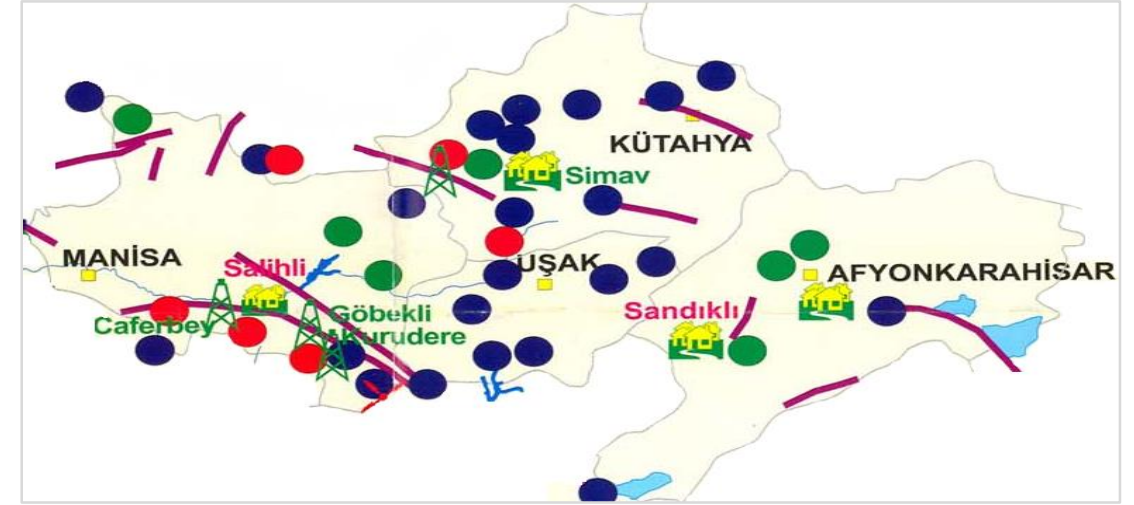 KÜTAHYA
Simav
MANİSA
Salihli
UŞAK
AFYONKARAHİSAR
Sandıklı
Caferbey
Göbekli
Kurudere